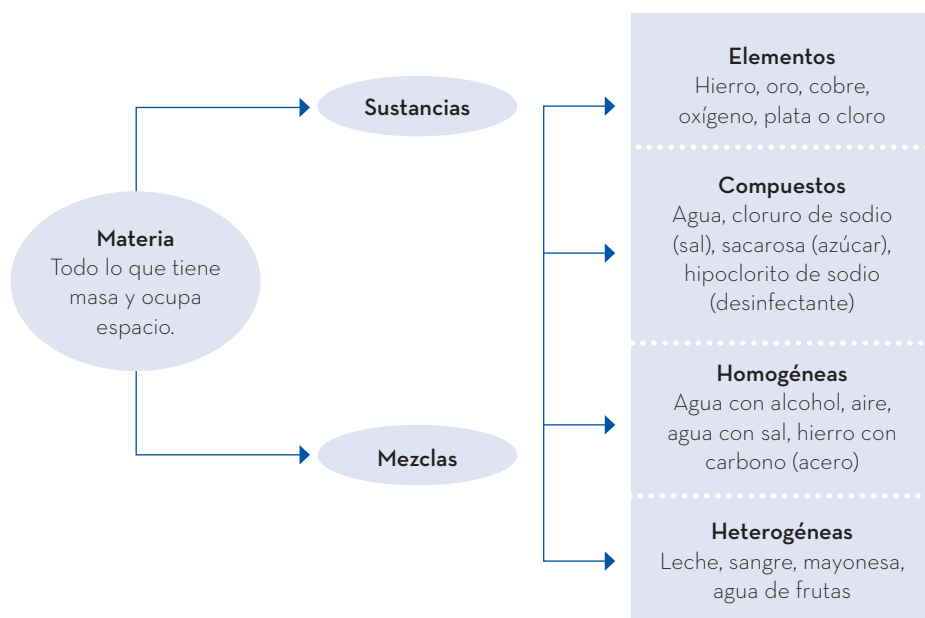 Materia
Todo lo que tiene
masa y ocupa
espacio.
Sustancias
Mezclas
Elementos
Hierro, oro, cobre,
oxígeno, plata o cloro
Compuestos
Agua, cloruro de sodio
(sal), sacarosa (azúcar),
hipoclorito de sodio
(desinfectante)
Homogéneas
Agua con alcohol, aire,
agua con sal, hierro con
carbono (acero)
Heterogéneas
Leche, sangre, mayonesa,
agua de frutas